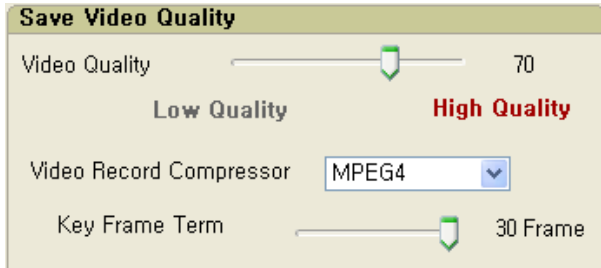 Save Video Quality
Video Quality 70
Low Quality High Quality
Video Record Compressor MPEG4
Key Frame Term 30 Frame